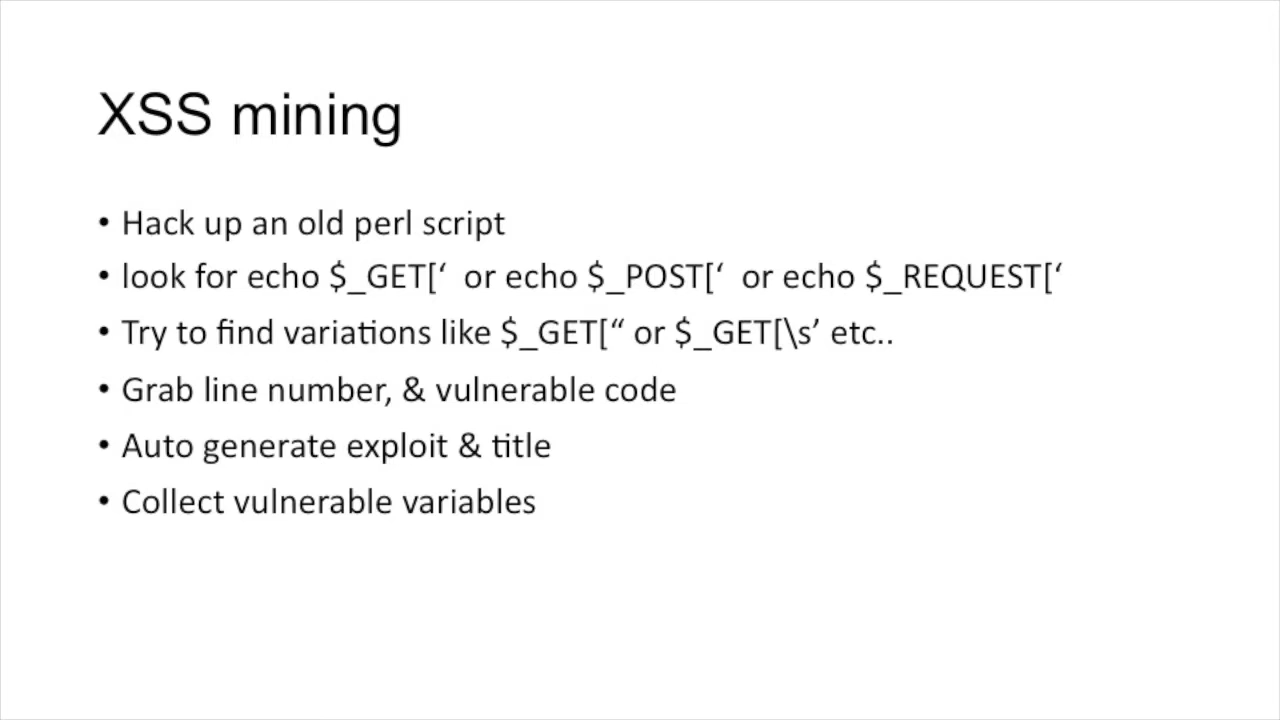 XSS mining
• Hack up an old perl script
• look for echo $_GET[‘  or echo $_POST[‘  or echo $_REQUEST[‘
• Try to find variations like $_GET[“ or $_GET[\s’ etc..
• Grab line number, & vulnerable code
• Auto generate exploit & title
• Collect vulnerable variables